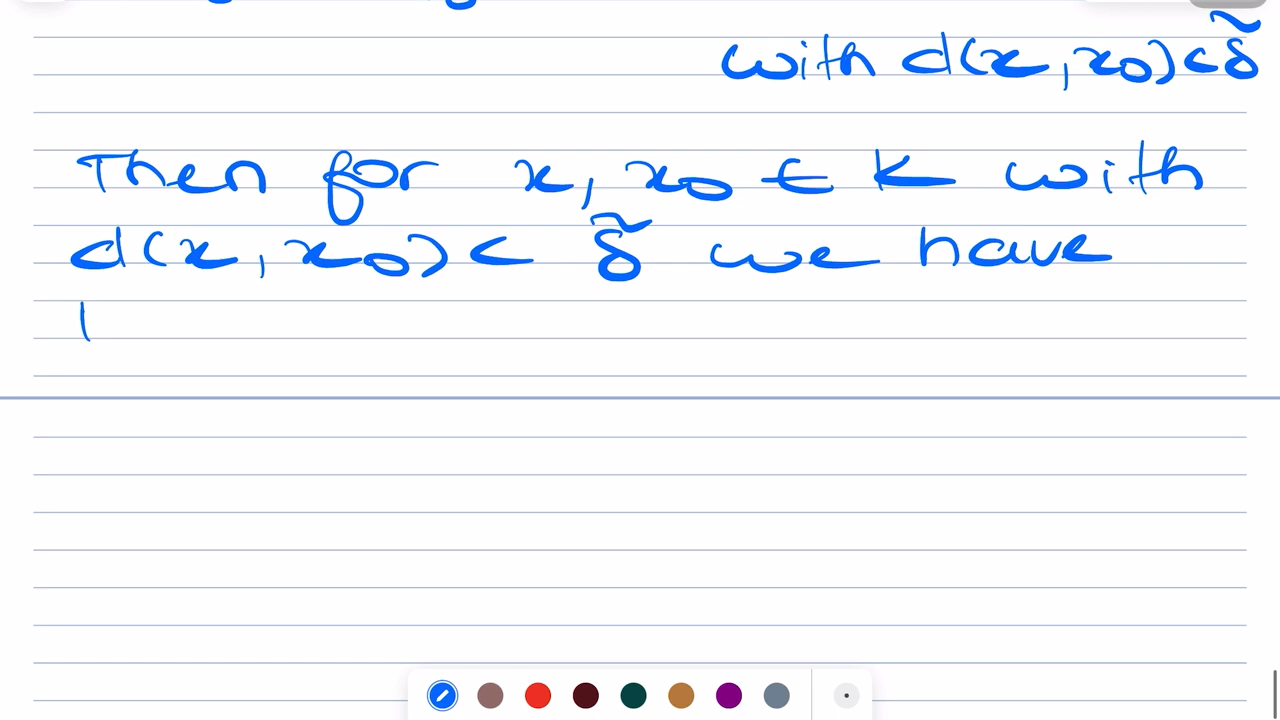 with d(x, x₀) < δ̃
Then for x, x₀ ∈ K with
d(x, x₀) < δ̃ we have
|